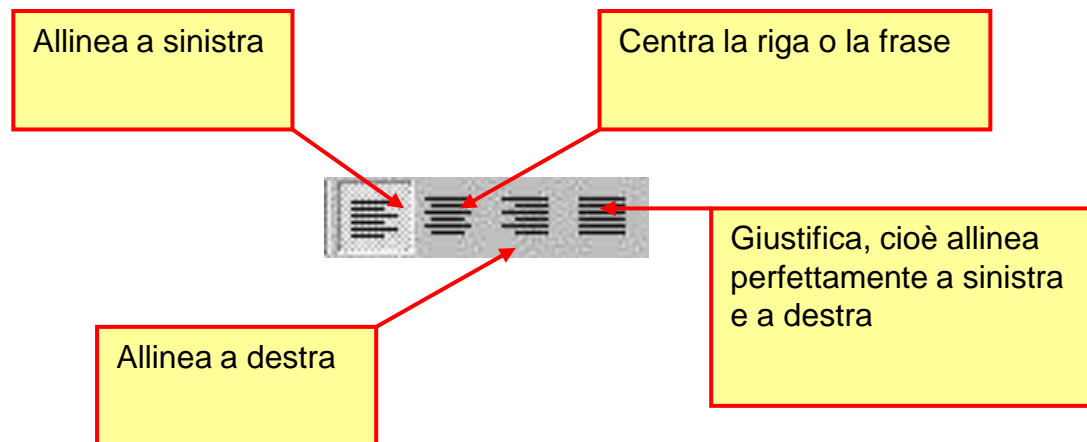 Allinea a sinistra
Centra la riga o la frase
Giustifica, cioè allinea
perfettamente a sinistra
e a destra
Allinea a destra